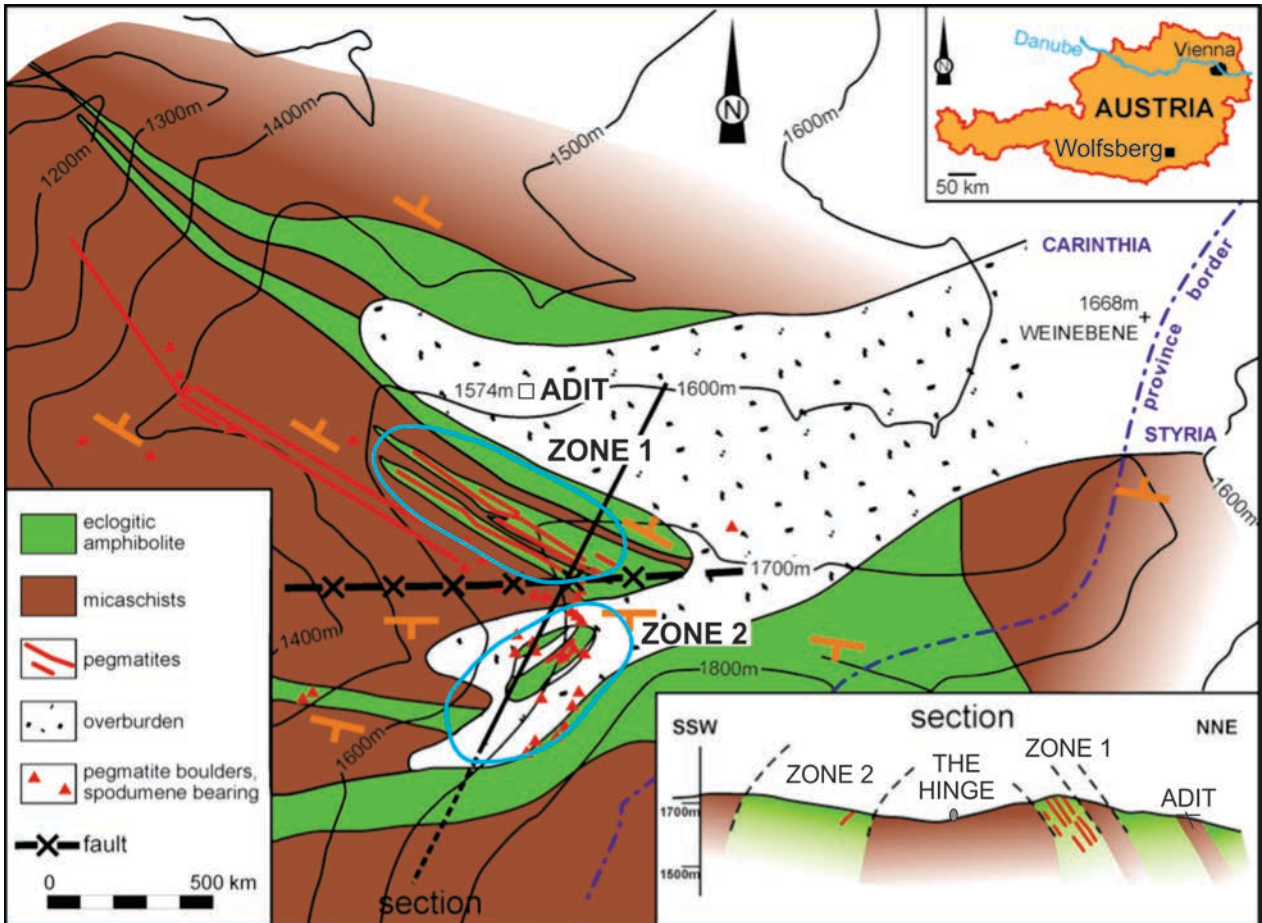 1200m
1300m
1400m
1500m
1600m
N
N
Danube
Vienna
AUSTRIA
Wolfsberg
50 km
CARINTHIA
province border
1668m +
WEINEBENE
STYRIA
1600m
1574m
ADIT
1600m
ZONE 1
1700m
ZONE 2
1800m
1400m
1600m
eclogitic
amphibolite
micaschists
pegmatites
overburden
pegmatite boulders,
spodumene bearing
fault
0 500 km
section
section
SSW
NNE
ZONE 2
THE
HINGE
ZONE 1
ADIT
1700m
1500m